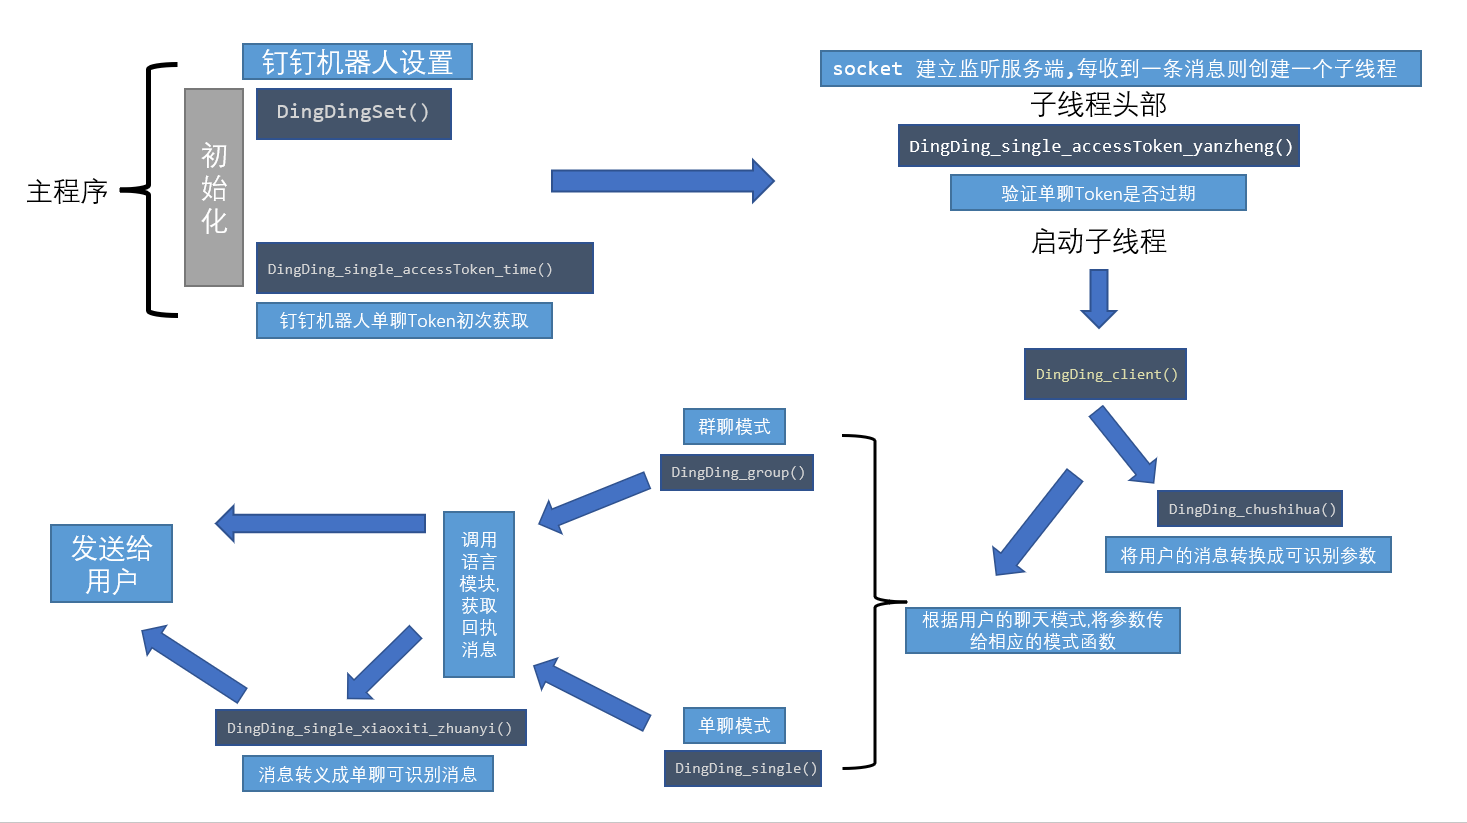 主程序
钉钉机器人设置
初
始
化
DingDingSet()
DingDing_single_accessToken_time()
钉钉机器人单聊Token初次获取
socket 建立监听服务端,每收到一条消息则创建一个子线程
子线程头部
DingDing_single_accessToken_yanzheng()
验证单聊Token是否过期
启动子线程
DingDing_client()
DingDing_chushihua()
将用户的消息转换成可识别参数
根据用户的聊天模式,将参数传
给相应的模式函数
群聊模式
DingDing_group()
单聊模式
DingDing_single()
调用
语言
模块,
获取
回执
消息
DingDing_single_xiaoxiti_zhuanyi()
消息转义成单聊可识别消息
发送给
用户